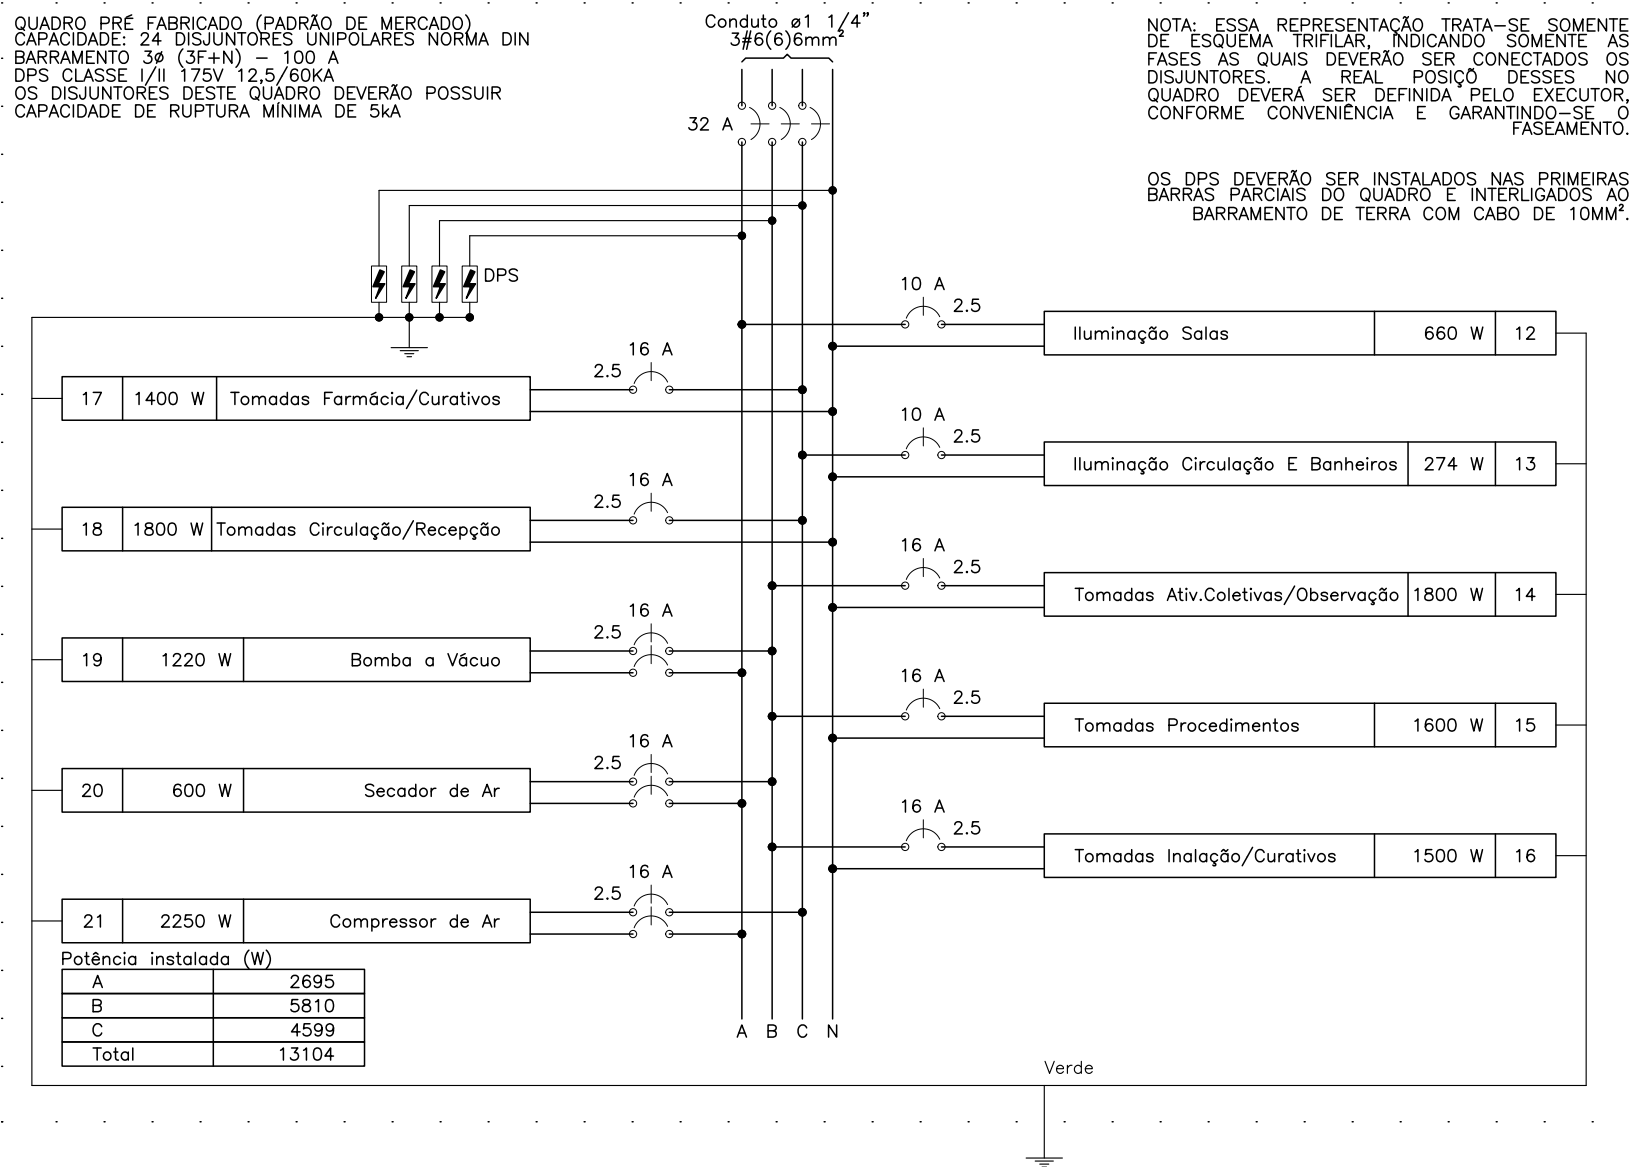 QUADRO PRÉ FABRICADO (PADRÃO DE MERCADO)
CAPACIDADE: 24 DISJUNTORES UNIPOLARES NORMA DIN
BARRAMENTO 3ø (3F+N) – 100 A
DPS CLASSE I/II 175V 12,5/60KA
OS DISJUNTORES DESTE QUADRO DEVERÃO POSSUIR
CAPACIDADE DE RUPTURA MÍNIMA DE 5kA
Conduto ø1 1/4"
3#6(6)6mm²
32 A
NOTA: ESSA REPRESENTAÇÃO TRATA–SE SOMENTE
DE ESQUEMA TRIFILAR, INDICANDO SOMENTE AS
FASES AS QUAIS DEVERÃO SER CONECTADOS OS
DISJUNTORES. A REAL POSIÇÕ DESSES NO
QUADRO DEVERÁ SER DEFINIDA PELO EXECUTOR,
CONFORME CONVENIÊNCIA E GARANTINDO–SE O
FASEAMENTO.
OS DPS DEVERÃO SER INSTALADOS NAS PRIMEIRAS
BARRAS PARCIAIS DO QUADRO E INTERLIGADOS AO
BARRAMENTO DE TERRA COM CABO DE 10MM².
DPS
10 A
2.5
Iluminação Salas 660 W 12
16 A
2.5
17 1400 W Tomadas Farmácia/Curativos
10 A
2.5
Iluminação Circulação E Banheiros 274 W 13
16 A
2.5
18 1800 W Tomadas Circulação/Recepção
16 A
2.5
Tomadas Ativ.Coletivas/Observação 1800 W 14
16 A
2.5
19 1220 W Bomba a Vácuo
16 A
2.5
Tomadas Procedimentos 1600 W 15
16 A
2.5
20 600 W Secador de Ar
16 A
2.5
Tomadas Inalação/Curativos 1500 W 16
16 A
2.5
21 2250 W Compressor de Ar
Potência instalada (W)
A 2695
B 5810
C 4599
Total 13104
A B C N
Verde